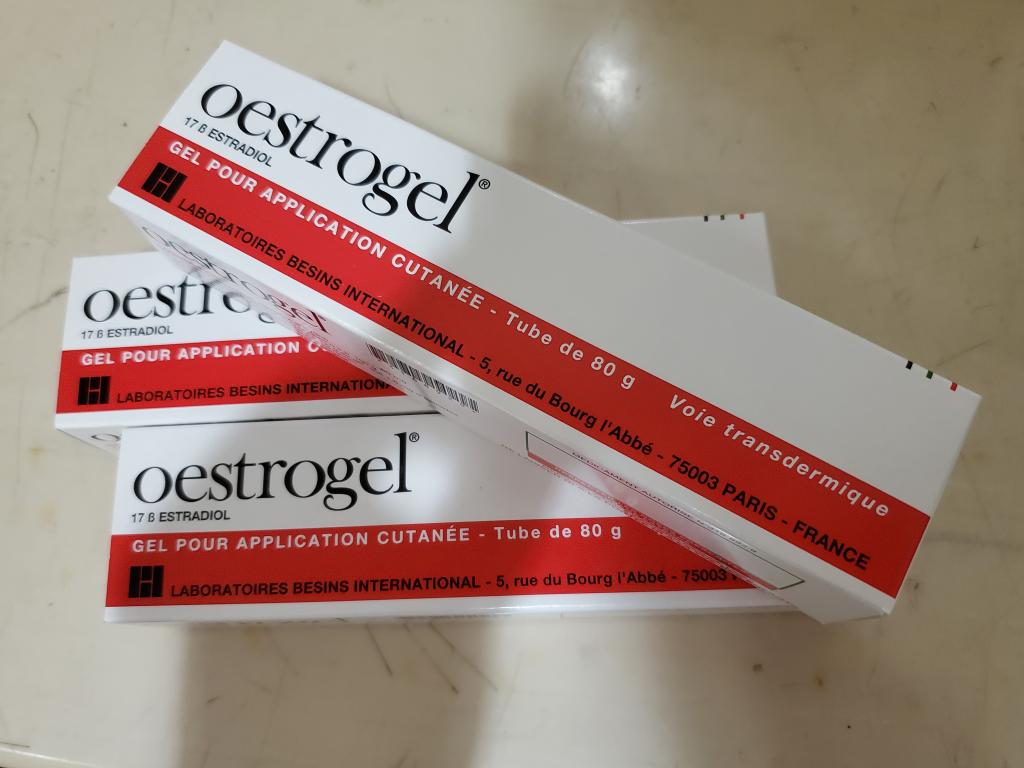 oestrogel®
17 ß ESTRADIOL
GEL POUR APPLICATION CUTANÉE - Tube de 80 g Voie transdermique
LABORATOIRES BESINS INTERNATIONAL - 5, rue du Bourg l'Abbé - 75003 PARIS - FRANCE
oestrogel
oestrog
17 ß ESTRADIOL
GEL POUR APPLICATION
LABORATOIRES BESINS INTERNATIONA
oestrogel®
17 ß ESTRADIOL
GEL POUR APPLICATION CUTANÉE - Tube de 80 g
LABORATOIRES BESINS INTERNATIONAL - 5, rue du Bourg l'Abbé - 75003